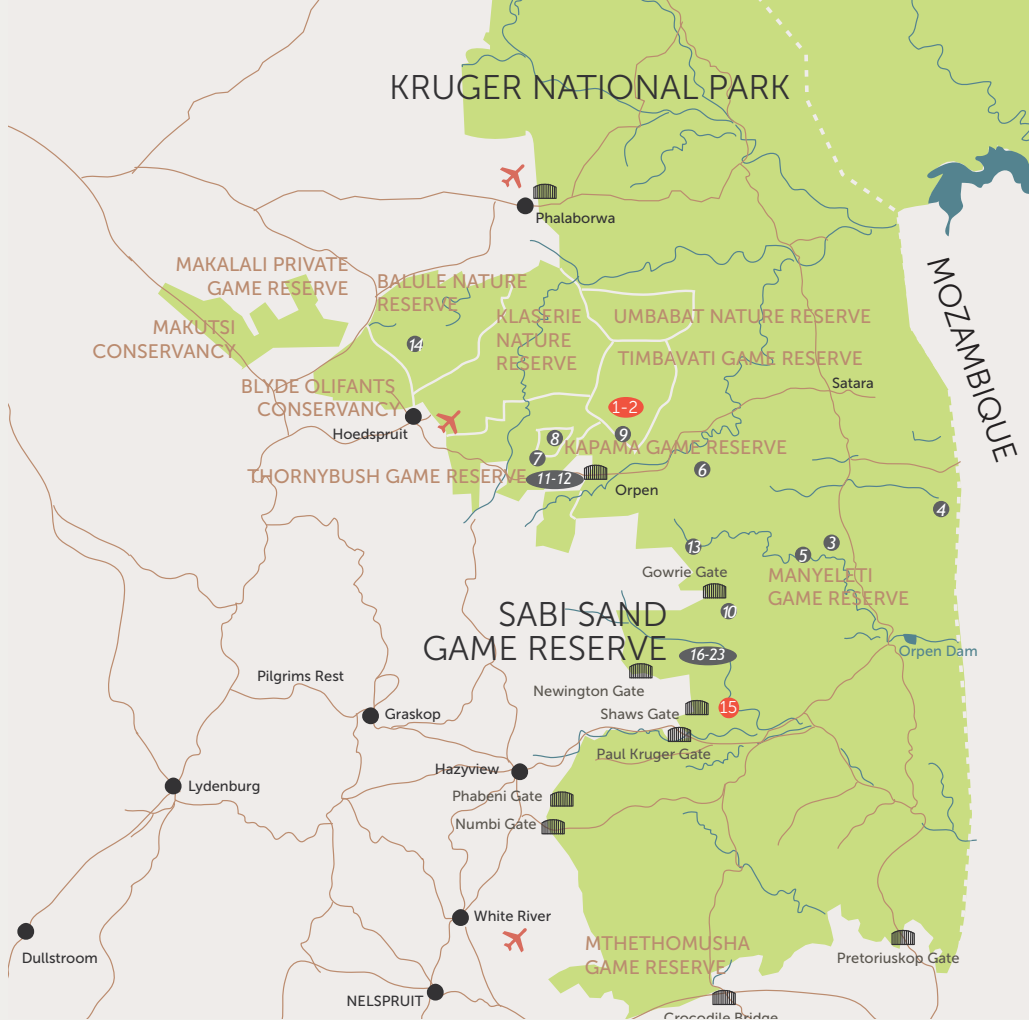 KRUGER NATIONAL PARK
Phalaborwa
MAKALALI PRIVATE
GAME RESERVE
BALULE NATURE
RESERVE
MOZAMBIQUE
KLASERIE
NATURE
RESERVE
UMBABAT NATURE RESERVE
MAKUTSI
CONSERVANCY
14
TIMBAVATI GAME RESERVE
BLYDE OLIFANTS
CONSERVANCY
Satara
1-2
Hoedspruit
9
8
KAPAMA GAME RESERVE
7
6
THORNYBUSH GAME RESERVE
11-12
Orpen
4
13
3
5
Gowrie Gate
MANYELETI
GAME RESERVE
10
SABI SAND
GAME RESERVE
16-23
Orpen Dam
Pilgrims Rest
Newington Gate
Graskop
Shaws Gate
15
Paul Kruger Gate
Hazyview
Lydenburg
Phabeni Gate
Numbi Gate
White River
Dullstroom
MTHETHOMUSHA
GAME RESERVE
Pretoriuskop Gate
NELSPRUIT
Crocodile Bridge